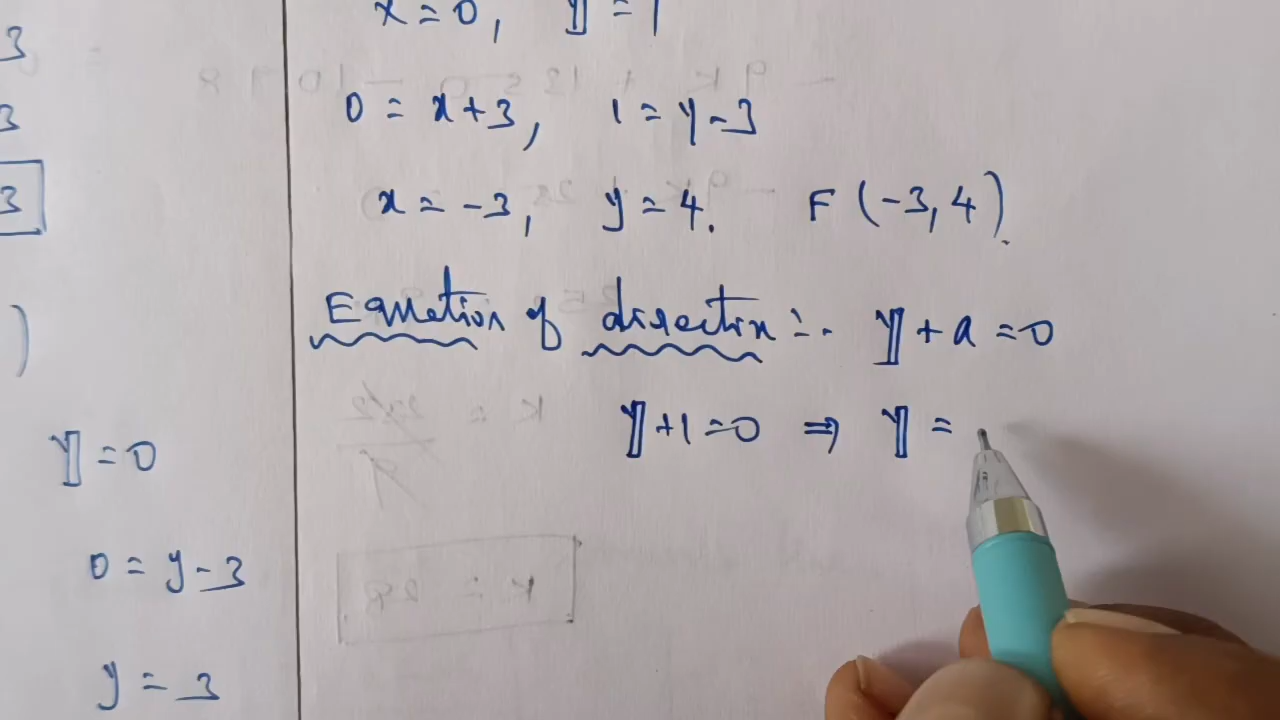 3
3
3
)
Y = 0
0 = y - 3
y = 3
x = 0, Y = 1
0 = x + 3, 1 = y - 3
x = -3, y = 4. F (-3, 4).
Equation of directrix :- Y + a = 0
Y + 1 = 0 ⇒ Y =